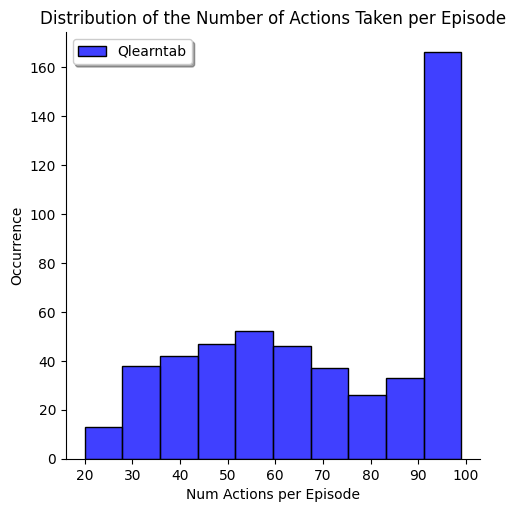 Distribution of the Number of Actions Taken per Episode
Qlearntab
160
140
120
100
80
60
40
20
0
Occurrence
20 30 40 50 60 70 80 90 100
Num Actions per Episode